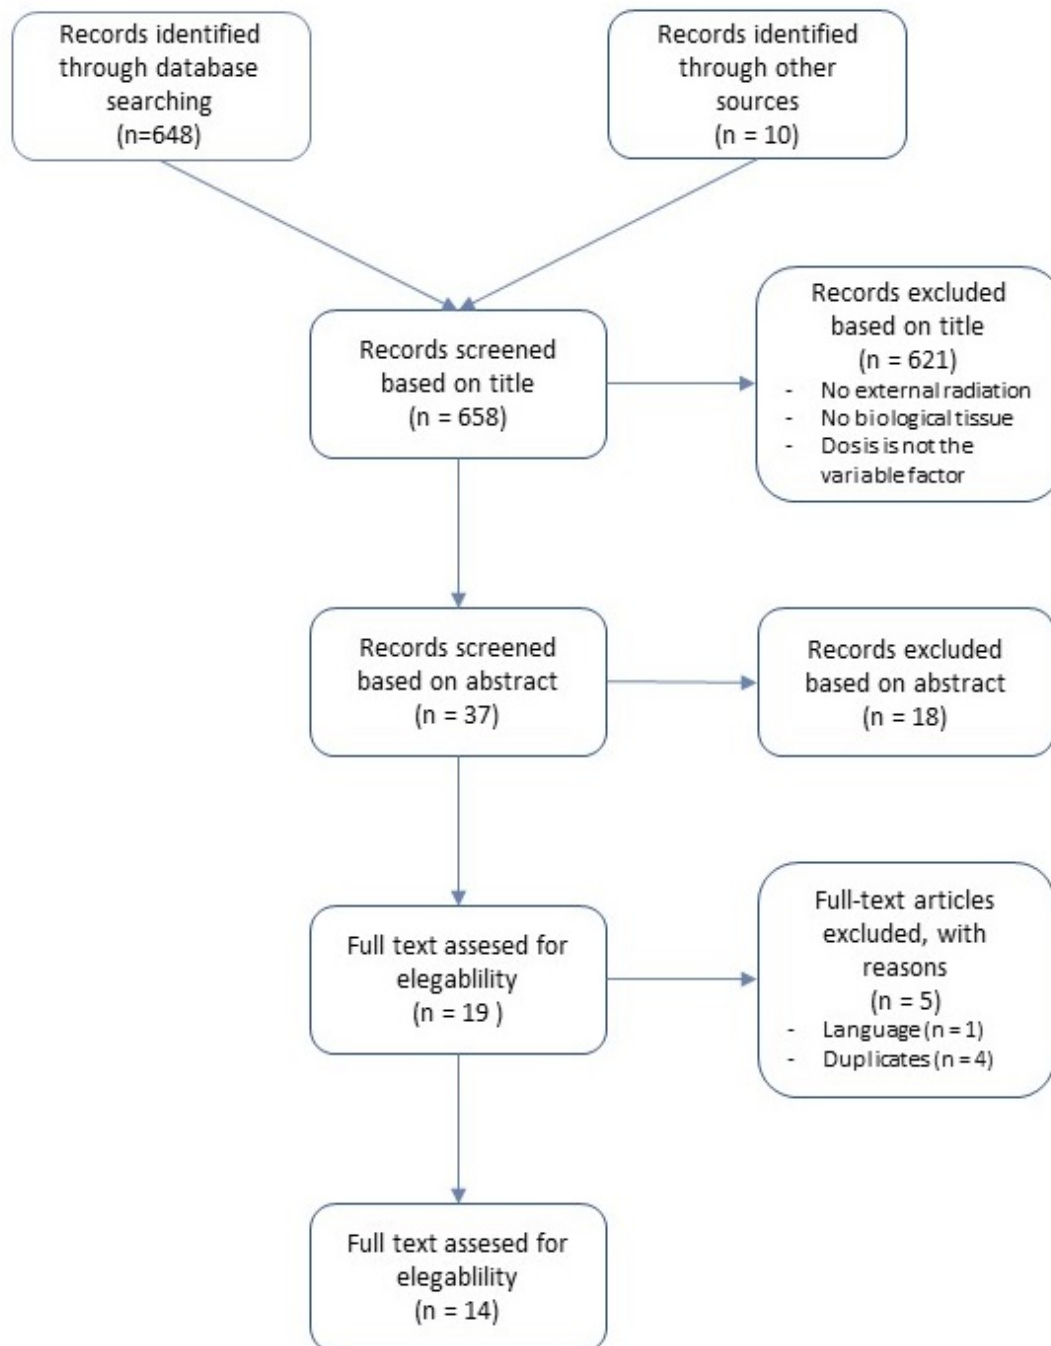 Records identified
through database
searching
(n=648)
Records identified
through other
sources
(n = 10)
Records screened
based on title
(n = 658)
Records excluded
based on title
(n = 621)
- No external radiation
- No biological tissue
- Dosis is not the
variable factor
Records screened
based on abstract
(n = 37)
Records excluded
based on abstract
(n = 18)
Full text assesed for
elegablility
(n = 19 )
Full-text articles
excluded, with
reasons
(n = 5)
- Language (n = 1)
- Duplicates (n = 4)
Full text assesed for
elegablility
(n = 14)